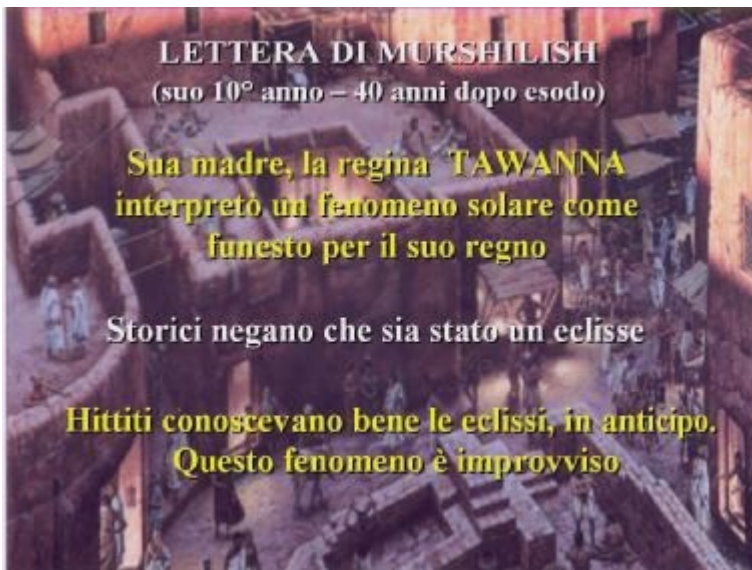 LETTERA DI MURSHILISH
(suo 10° anno – 40 anni dopo esodo)
Sua madre, la regina TAWANNA
interpretò un fenomeno solare come
funesto per il suo regno
Storici negano che sia stato un eclisse
Hittiti conoscevano bene le eclissi, in anticipo.
Questo fenomeno è improvviso